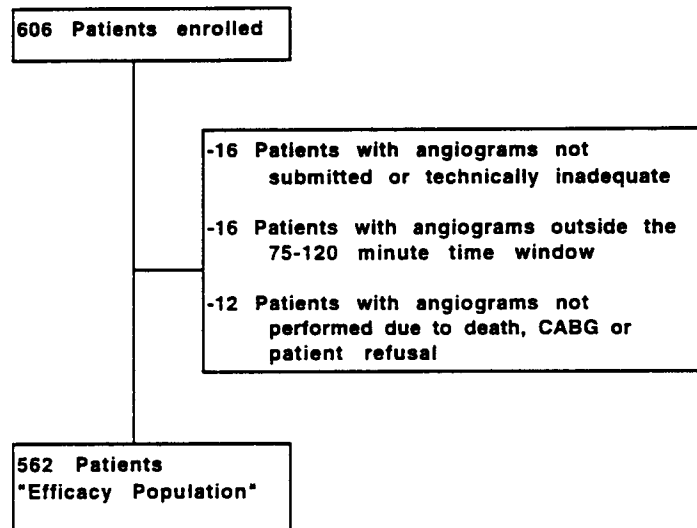 606 Patients enrolled
-16 Patients with angiograms not
submitted or technically inadequate
-16 Patients with angiograms outside the
75-120 minute time window
-12 Patients with angiograms not
performed due to death, CABG or
patient refusal
562 Patients
"Efficacy Population"